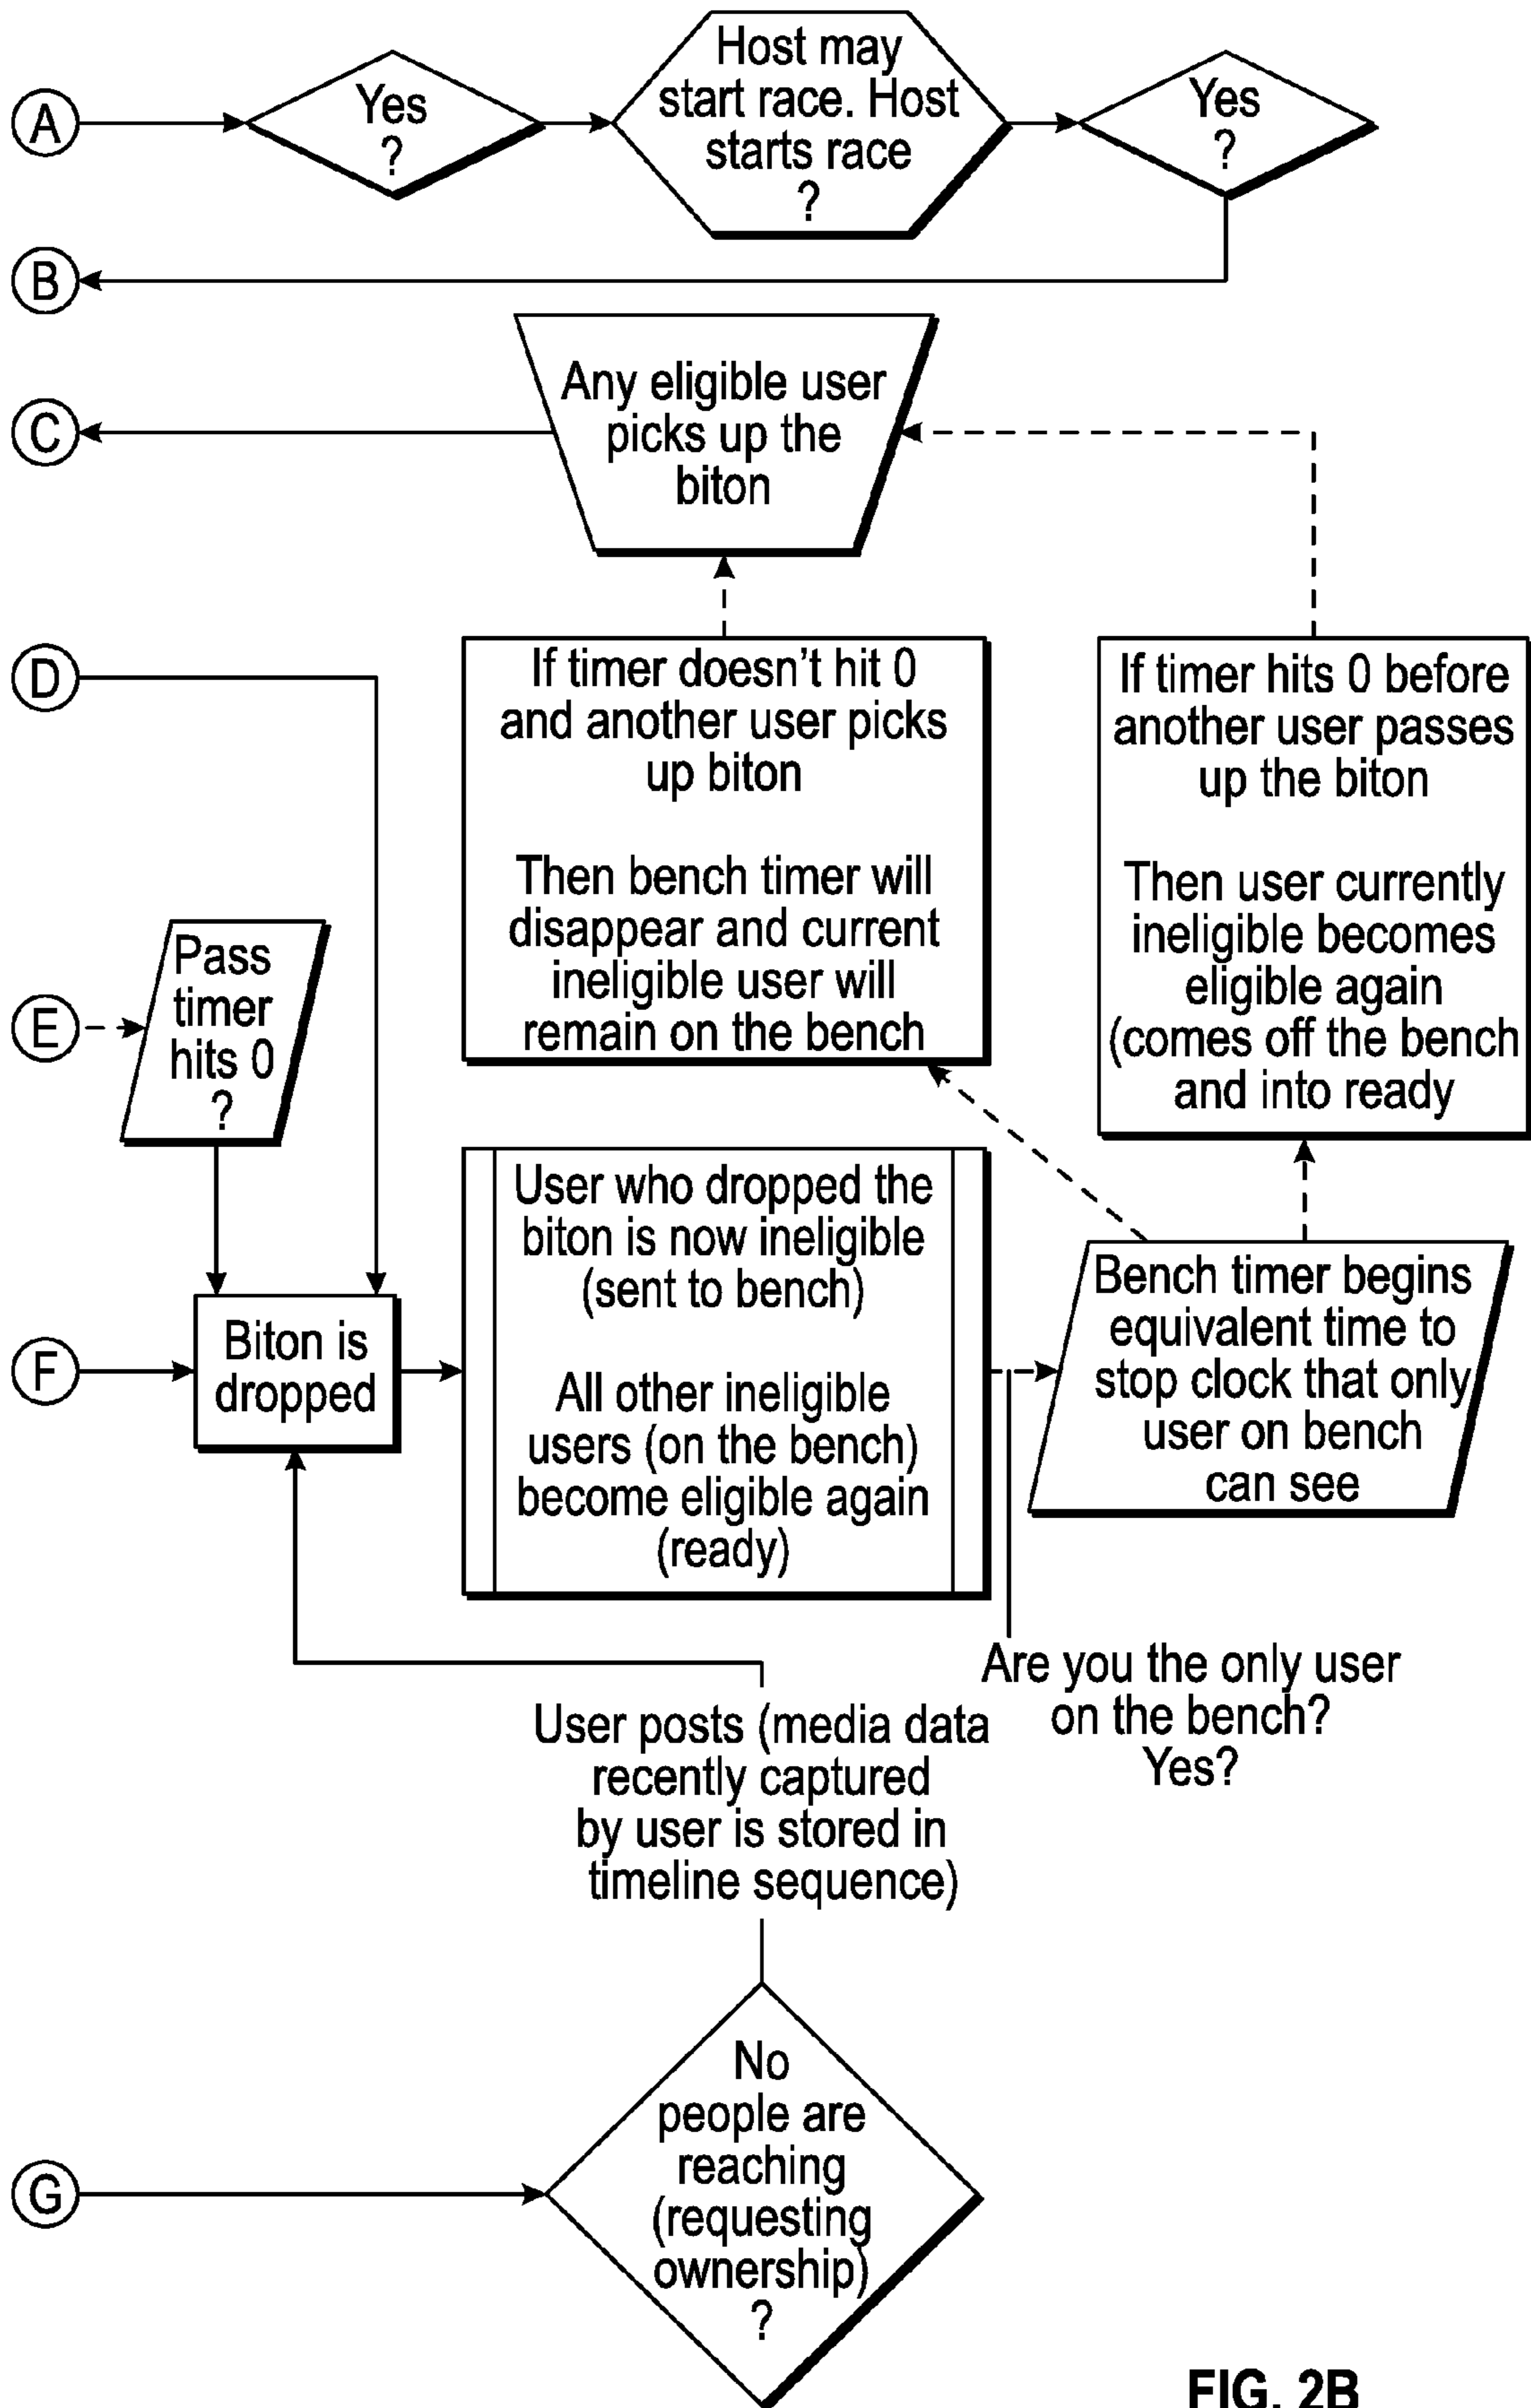 A
Yes
?
Host may
start race. Host
starts race
?
Yes
?
B
C
Any eligible user
picks up the
biton
D
If timer doesn't hit 0
and another user picks
up biton
Then bench timer will
disappear and current
ineligible user will
remain on the bench
If timer hits 0 before
another user passes
up the biton
Then user currently
ineligible becomes
eligible again
(comes off the bench
and into ready
E
Pass
timer
hits 0
?
F
Biton is
dropped
User who dropped the
biton is now ineligible
(sent to bench)
All other ineligible
users (on the bench)
become eligible again
(ready)
Bench timer begins
equivalent time to
stop clock that only
user on bench
can see
Are you the only user
on the bench?
Yes?
User posts (media data
recently captured
by user is stored in
timeline sequence)
G
No
people are
reaching
(requesting
ownership)
?
FIG. 2B